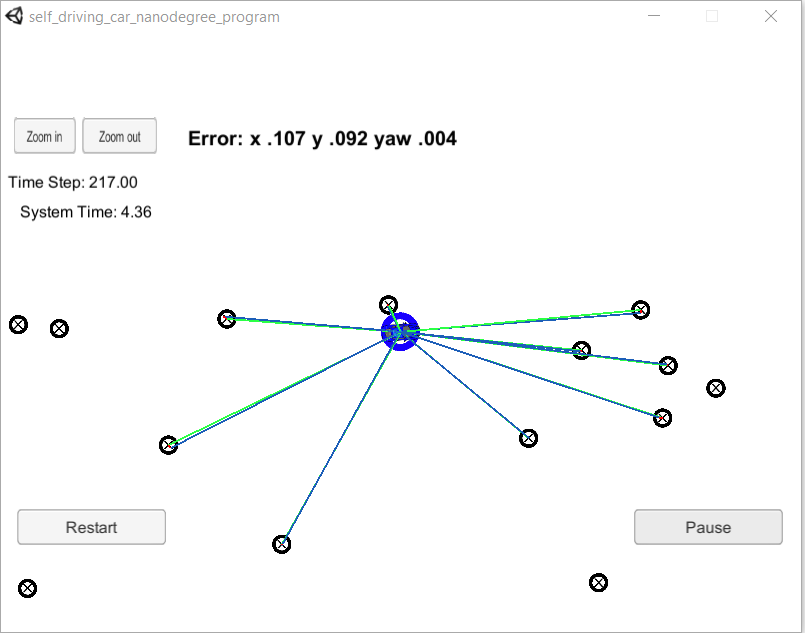 self_driving_car_nanodegree_program
Zoom in
Zoom out
Error: x .107 y .092 yaw .004
Time Step: 217.00
System Time: 4.36
Restart
Pause